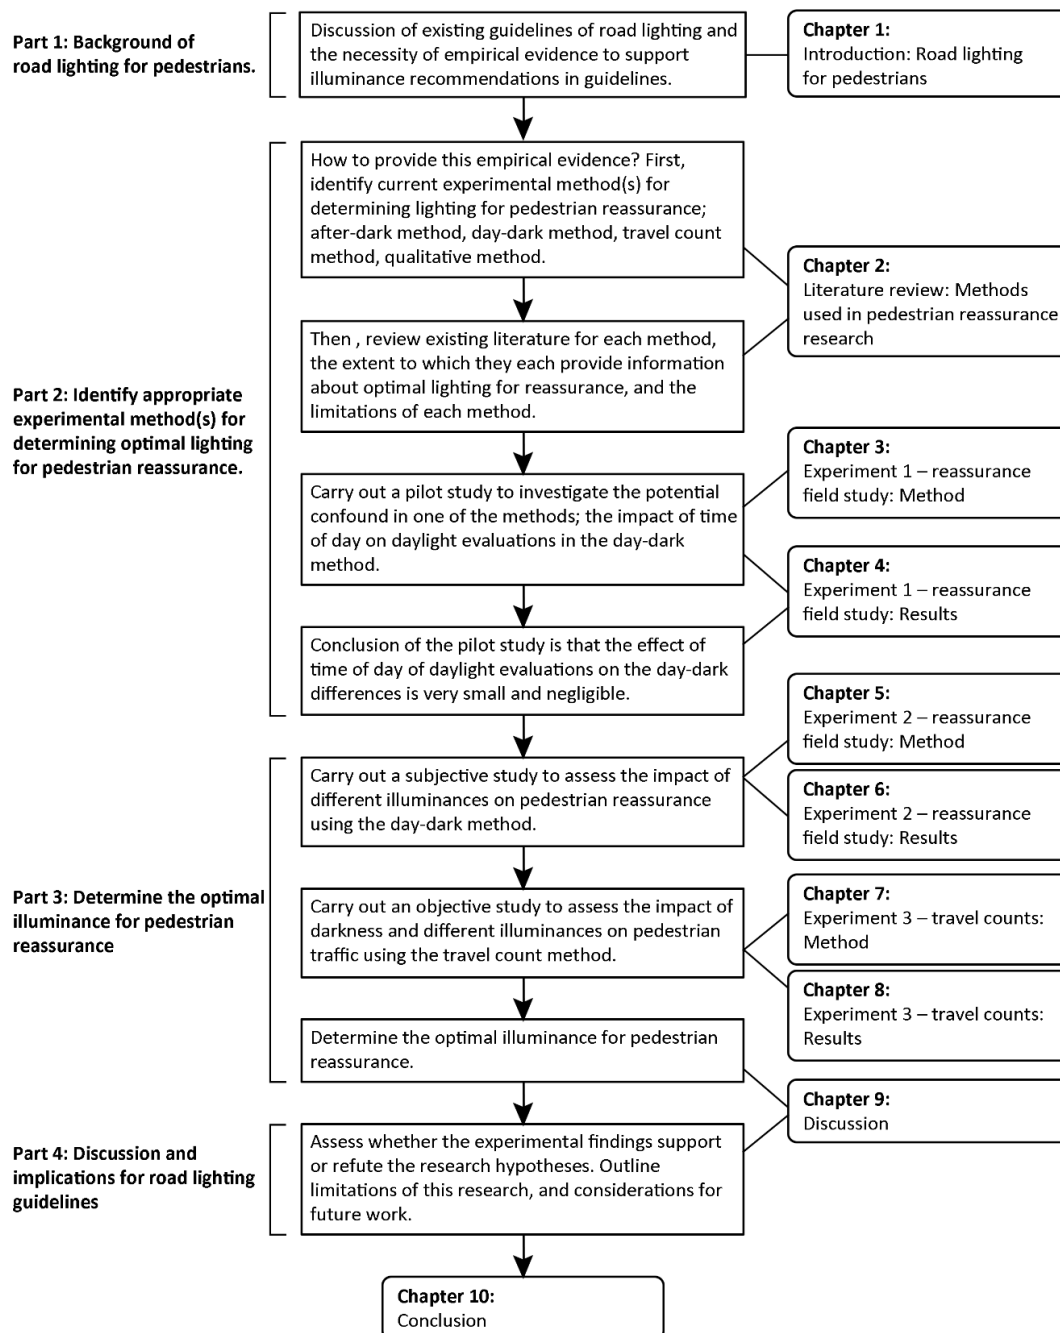 Part 1: Background of
road lighting for pedestrians.
Discussion of existing guidelines of road lighting and
the necessity of empirical evidence to support
illuminance recommendations in guidelines.
Chapter 1:
Introduction: Road lighting
for pedestrians
Part 2: Identify appropriate
experimental method(s) for
determining optimal lighting
for pedestrian reassurance.
How to provide this empirical evidence? First,
identify current experimental method(s) for
determining lighting for pedestrian reassurance;
after-dark method, day-dark method, travel count
method, qualitative method.
Then , review existing literature for each method,
the extent to which they each provide information
about optimal lighting for reassurance, and the
limitations of each method.
Chapter 2:
Literature review: Methods
used in pedestrian reassurance
research
Carry out a pilot study to investigate the potential
confound in one of the methods; the impact of time
of day on daylight evaluations in the day-dark
method.
Chapter 3:
Experiment 1 – reassurance
field study: Method
Conclusion of the pilot study is that the effect of
time of day of daylight evaluations on the day-dark
differences is very small and negligible.
Chapter 4:
Experiment 1 – reassurance
field study: Results
Part 3: Determine the optimal
illuminance for pedestrian
reassurance
Carry out a subjective study to assess the impact of
different illuminances on pedestrian reassurance
using the day-dark method.
Chapter 5:
Experiment 2 – reassurance
field study: Method
Chapter 6:
Experiment 2 – reassurance
field study: Results
Carry out an objective study to assess the impact of
darkness and different illuminances on pedestrian
traffic using the travel count method.
Chapter 7:
Experiment 3 – travel counts:
Method
Chapter 8:
Experiment 3 – travel counts:
Results
Determine the optimal illuminance for pedestrian
reassurance.
Chapter 9:
Discussion
Part 4: Discussion and
implications for road lighting
guidelines
Assess whether the experimental findings support
or refute the research hypotheses. Outline
limitations of this research, and considerations for
future work.
Chapter 10:
Conclusion